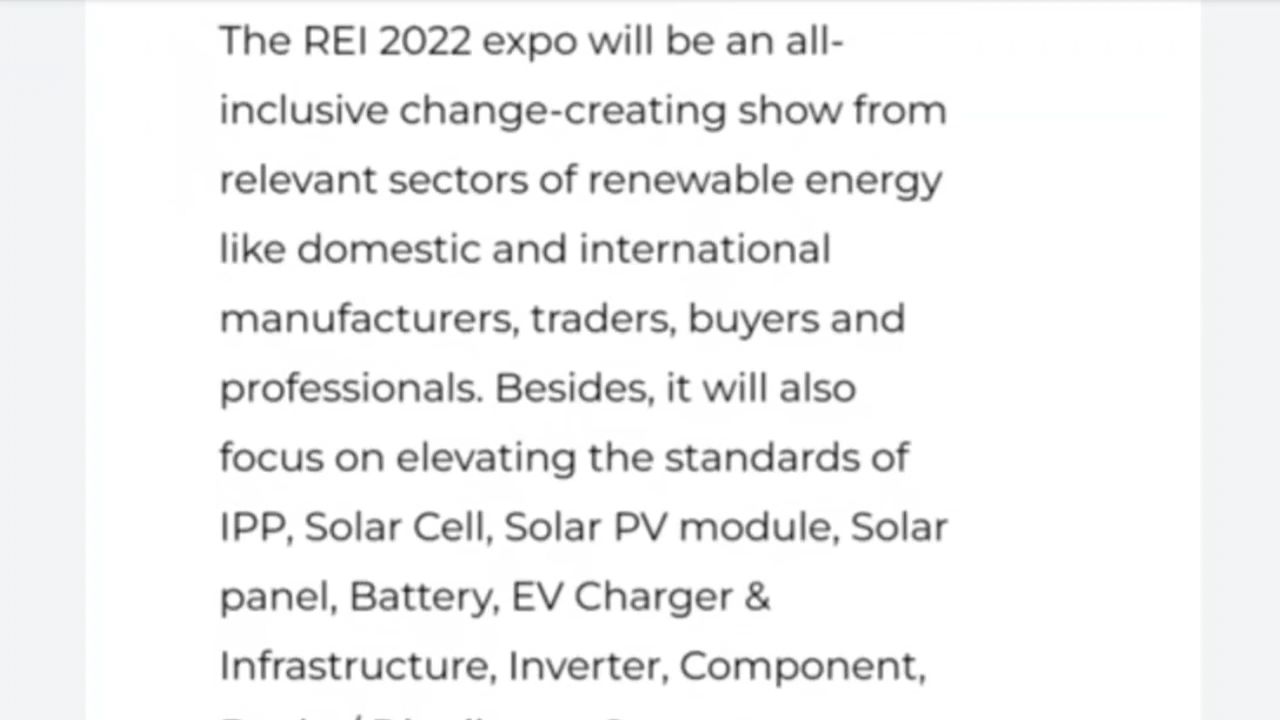 The REI 2022 expo will be an all-
inclusive change-creating show from
relevant sectors of renewable energy
like domestic and international
manufacturers, traders, buyers and
professionals. Besides, it will also
focus on elevating the standards of
IPP, Solar Cell, Solar PV module, Solar
panel, Battery, EV Charger &
Infrastructure, Inverter, Component,